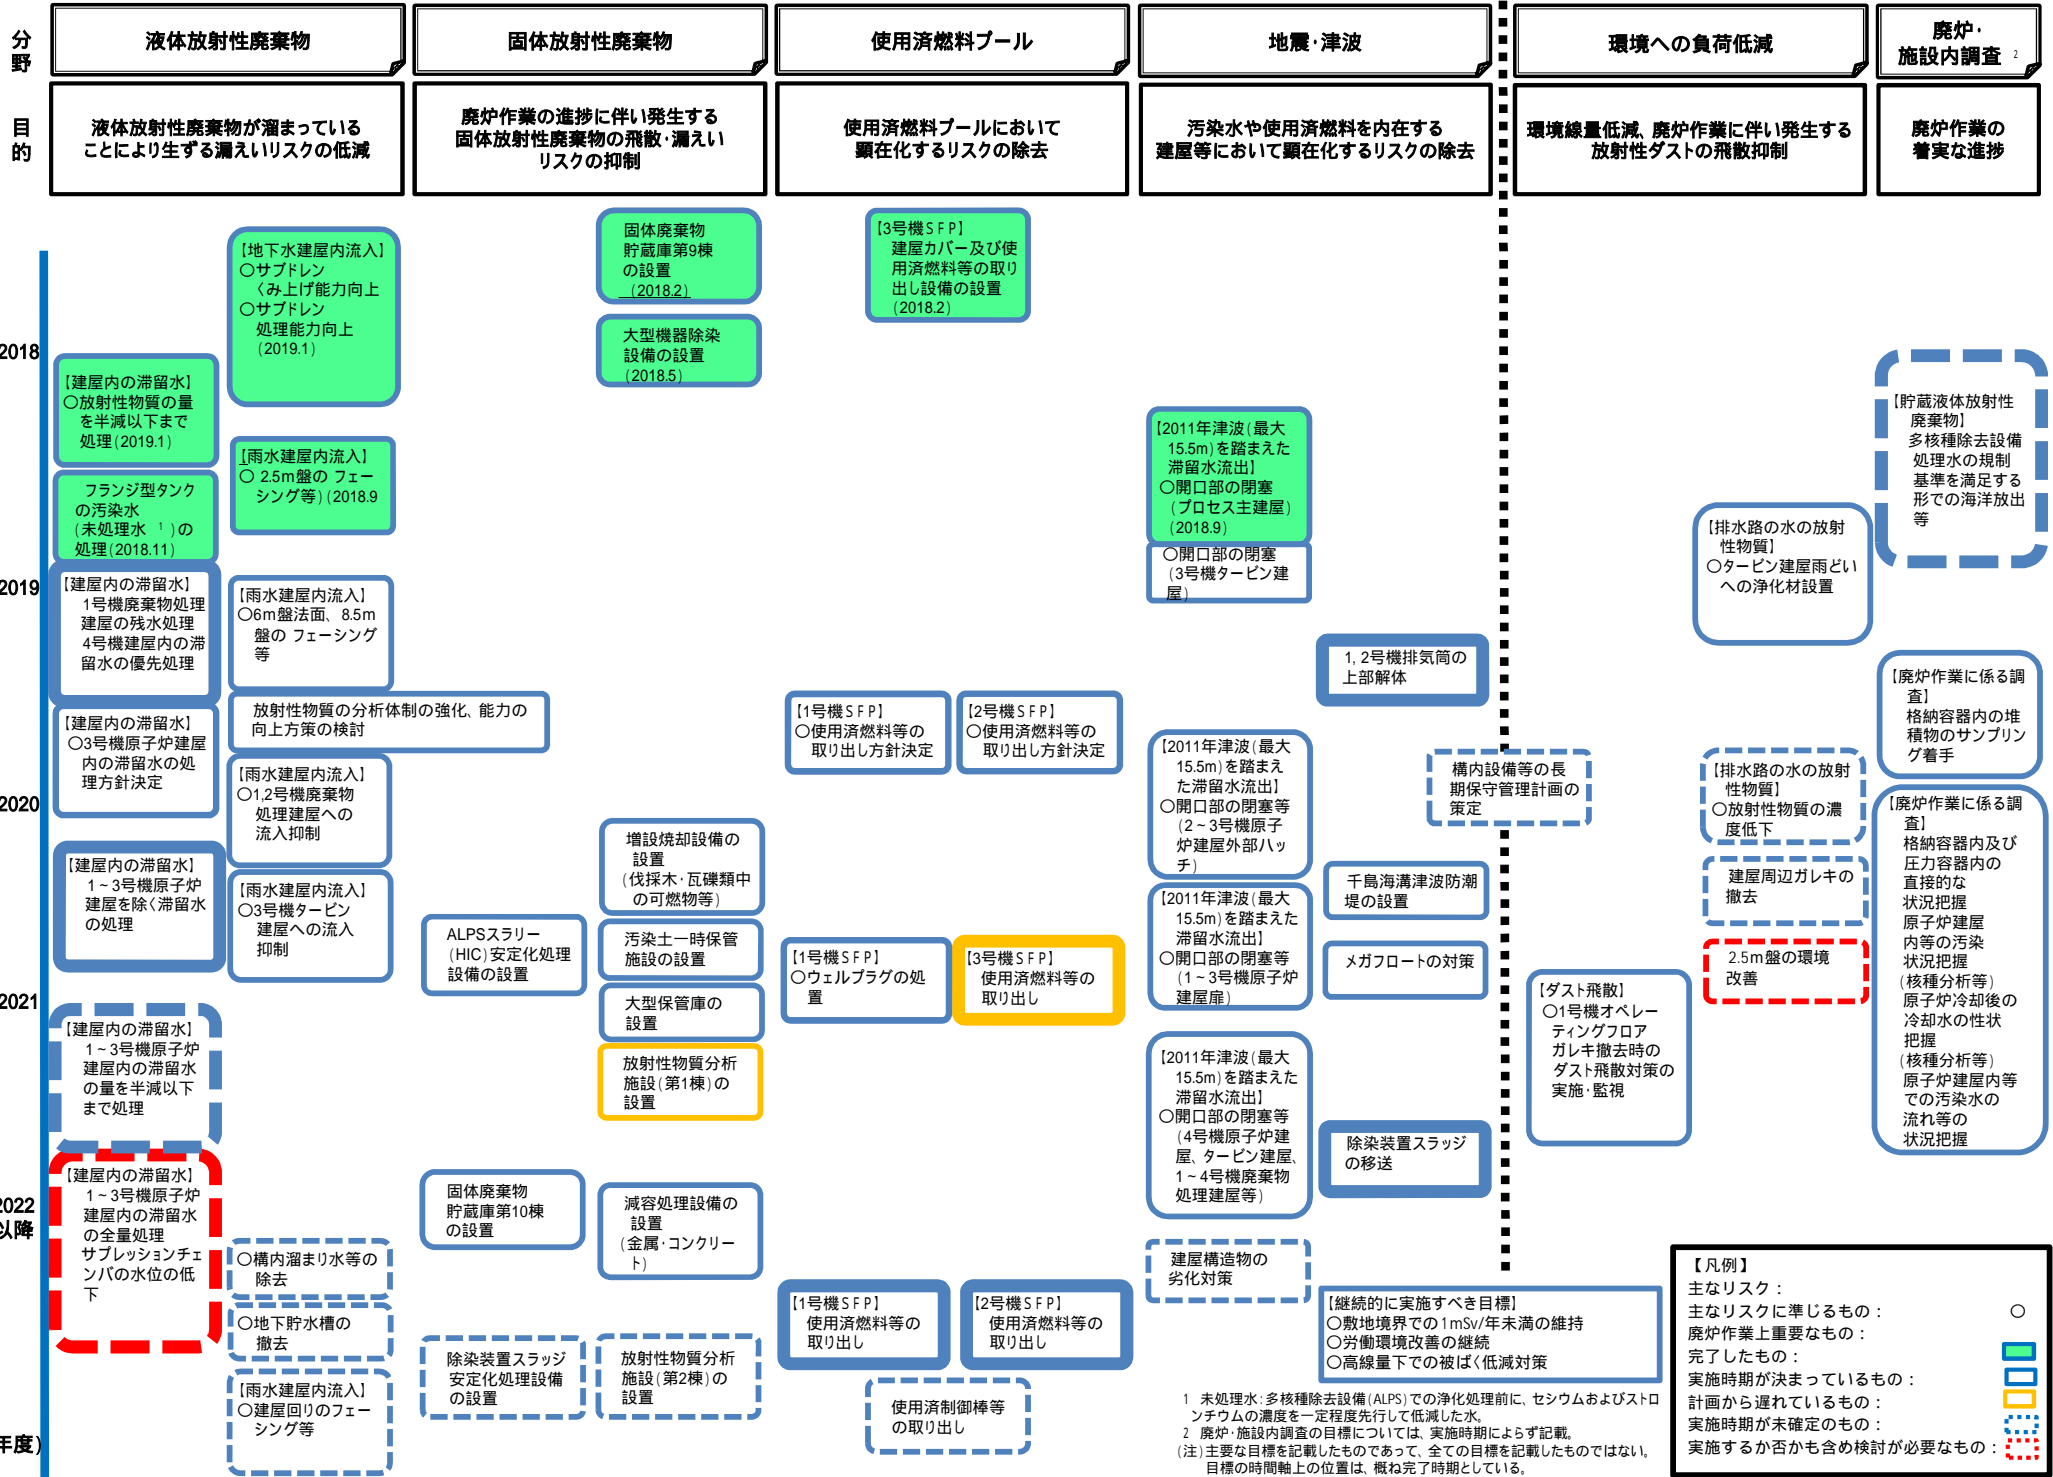 分野
液体放射性廃棄物
固体放射性廃棄物
使用済燃料プール
地震・津波
環境への負荷低減
廃炉・
施設内調査 2
目的
液体放射性廃棄物が溜まっている
ことにより生ずる漏えいリスクの低減
廃炉作業の進捗に伴い発生する
固体放射性廃棄物の飛散・漏えい
リスクの抑制
使用済燃料プールにおいて
顕在化するリスクの除去
汚染水や使用済燃料を内在する
建屋等において顕在化するリスクの除去
環境線量低減、廃炉作業に伴い発生する
放射性ダストの飛散抑制
廃炉作業の
着実な進捗
2018
2019
2020
2021
2022
以降
年度)
【建屋内の滞留水】
○放射性物質の量
を半減以下まで
処理(2019.1)
フランジ型タンク
の汚染水
(未処理水 1 )の
処理(2018.11)
【建屋内の滞留水】
1号機廃棄物処理
建屋の残水処理
4号機建屋内の滞
留水の優先処理
【建屋内の滞留水】
○3号機原子炉建屋
内の滞留水の処
理方針決定
【建屋内の滞留水】
1~3号機原子炉
建屋を除く滞留水
の処理
【建屋内の滞留水】
1~3号機原子炉
建屋内の滞留水
の量を半減以下
まで処理
【建屋内の滞留水】
1~3号機原子炉
建屋内の滞留水
の全量処理
サプレッションチェ
ンバの水位の低
下
【地下水建屋内流入】
○サブドレン
くみ上げ能力向上
○サブドレン
処理能力向上
(2019.1)
【雨水建屋内流入】
○ 2.5m盤の フェー
シング等)(2018.9
【雨水建屋内流入】
○6m盤法面、8.5m
盤の フェーシング
等
放射性物質の分析体制の強化、能力の
向上方策の検討
【雨水建屋内流入】
○1,2号機廃棄物
処理建屋への
流入抑制
【雨水建屋内流入】
○3号機タービン
建屋への流入
抑制
○構内溜まり水等の
除去
○地下貯水槽の
撤去
【雨水建屋内流入】
○建屋回りのフェー
シング等
固体廃棄物
貯蔵庫第9棟
の設置
(2018.2)
大型機器除染
設備の設置
(2018.5)
増設焼却設備の
設置
(伐採木・瓦礫類中
の可燃物等)
ALPSスラリー
(HIC)安定化処理
設備の設置
汚染土一時保管
施設の設置
大型保管庫の
設置
放射性物質分析
施設(第1棟)の
設置
固体廃棄物
貯蔵庫第10棟
の設置
減容処理設備の
設置
(金属・コンクリー
ト)
除染装置スラッジ
安定化処理設備
の設置
放射性物質分析
施設(第2棟)の
設置
【3号機SFP】
建屋カバー及び使
用済燃料等の取り
出し設備の設置
(2018.2)
【1号機SFP】
○使用済燃料等の
取り出し方針決定
【2号機SFP】
○使用済燃料等の
取り出し方針決定
【1号機SFP】
○ウェルプラグの処
置
【3号機SFP】
使用済燃料等の
取り出し
【1号機SFP】
使用済燃料等の
取り出し
【2号機SFP】
使用済燃料等の
取り出し
使用済制御棒等
の取り出し
【2011年津波(最大
15.5m)を踏まえた
滞留水流出】
○開口部の閉塞
(プロセス主建屋)
(2018.9)
○開口部の閉塞
(3号機タービン建
屋)
1, 2号機排気筒の
上部解体
【2011年津波(最大
15.5m)を踏まえ
た滞留水流出】
○開口部の閉塞等
(2~3号機原子
炉建屋外部ハッ
チ)
構内設備等の長
期保守管理計画の
策定
【2011年津波(最大
15.5m)を踏まえた
滞留水流出】
○開口部の閉塞等
(1~3号機原子炉
建屋扉)
千島海溝津波防潮
堤の設置
メガフロートの対策
【2011年津波(最大
15.5m)を踏まえた
滞留水流出】
○開口部の閉塞等
(4号機原子炉建
屋、タービン建屋、
1~4号機廃棄物
処理建屋等)
除染装置スラッジ
の移送
建屋構造物の
劣化対策
【継続的に実施すべき目標】
○敷地境界での1mSv/年未満の維持
○労働環境改善の継続
○高線量下での被ばく低減対策
【排水路の水の放射
性物質】
○タービン建屋雨どい
への浄化材設置
【排水路の水の放射
性物質】
○放射性物質の濃
度低下
建屋周辺ガレキの
撤去
2.5m盤の環境
改善
【ダスト飛散】
○1号機オペレー
ティングフロア
ガレキ撤去時の
ダスト飛散対策の
実施・監視
【貯蔵液体放射性
廃棄物】
多核種除去設備
処理水の規制
基準を満足する
形での海洋放出
等
【廃炉作業に係る調
査】
格納容器内の堆
積物のサンプリン
グ着手
【廃炉作業に係る調
査】
格納容器内及び
圧力容器内の
直接的な
状況把握
原子炉建屋
内等の汚染
状況把握
(核種分析等)
原子炉冷却後の
冷却水の性状
把握
(核種分析等)
原子炉建屋内等
での汚染水の
流れ等の
状況把握
【凡例】
主なリスク:
主なリスクに準じるもの: ○
廃炉作業上重要なもの:
完了したもの:
実施時期が決まっているもの:
計画から遅れているもの:
実施時期が未確定のもの:
実施するか否かも含め検討が必要なもの:
1 未処理水:多核種除去設備(ALPS)での浄化処理前に、セシウムおよびストロ
ンチウムの濃度を一定程度先行して低減した水。
2 廃炉・施設内調査の目標については、実施時期によらず記載。
(注)主要な目標を記載したものであって、全ての目標を記載したものではない。
目標の時間軸上の位置は、概ね完了時期としている。